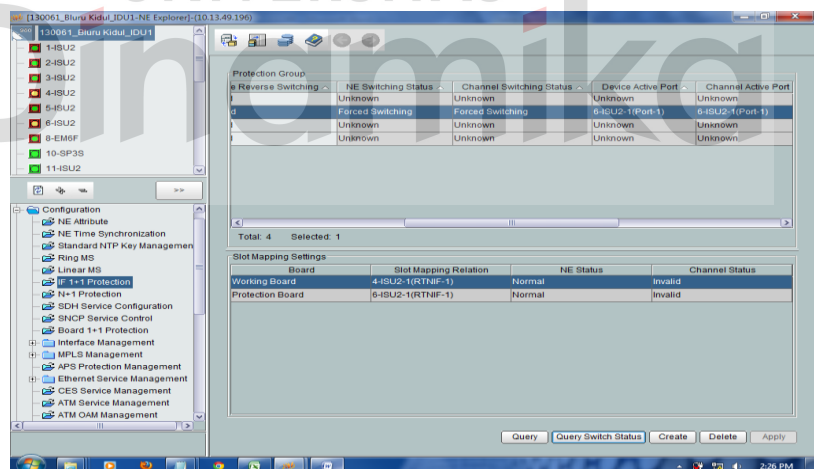 [130061_Bluru Kidul_IDU1-NE Explorer]-(10.13.49.196)
130061_Bluru Kidul_IDU1
1-ISU2
2-ISU2
3-ISU2
4-ISU2
5-ISU2
6-ISU2
8-EM6F
10-SP3S
11-ISU2
>>
Configuration
NE Attribute
NE Time Synchronization
Standard NTP Key Managemen
Ring MS
Linear MS
IF 1+1 Protection
N+1 Protection
SDH Service Configuration
SNCP Service Control
Board 1+1 Protection
Interface Management
MPLS Management
APS Protection Management
Ethernet Service Management
CES Service Management
ATM Service Management
ATM OAM Management
Protection Group
e Reverse Switching NE Switching Status Channel Switching Status Device Active Port Channel Active Port
Unknown Unknown Unknown Unknown
d Forced Switching Forced Switching 6-ISU2-1(Port-1) 6-ISU2-1(Port-1)
Unknown Unknown Unknown Unknown
Unknown Unknown Unknown Unknown
Total: 4 Selected: 1
Slot Mapping Settings
Board Slot Mapping Relation NE Status Channel Status
Working Board 4-ISU2-1(RTNIF-1) Normal Invalid
Protection Board 6-ISU2-1(RTNIF-1) Normal Invalid
Query Query Switch Status Create Delete Apply
2:26 PM
Dinamika